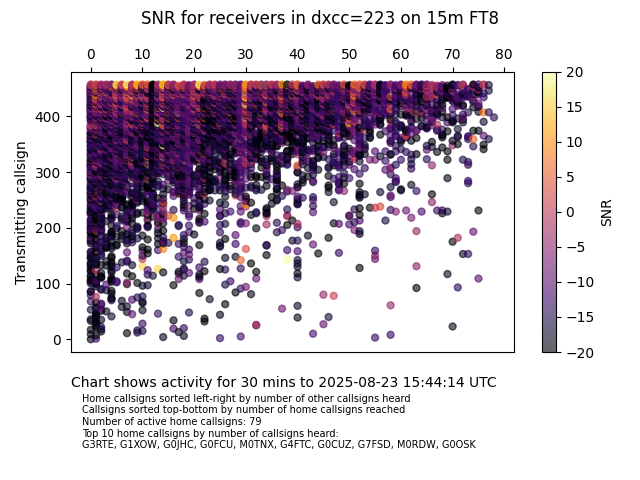 SNR for receivers in dxcc=223 on 15m FT8
0 10 20 30 40 50 60 70 80
400
300
200
100
0
Transmitting callsign
20
15
10
5
0
−5
−10
−15
−20
SNR
Chart shows activity for 30 mins to 2025-08-23 15:44:14 UTC
Home callsigns sorted left-right by number of other callsigns heard
Callsigns sorted top-bottom by number of home callsigns reached
Number of active home callsigns: 79
Top 10 home callsigns by number of callsigns heard:
G3RTE, G1XOW, G0JHC, G0FCU, M0TNX, G4FTC, G0CUZ, G7FSD, M0RDW, G0OSK